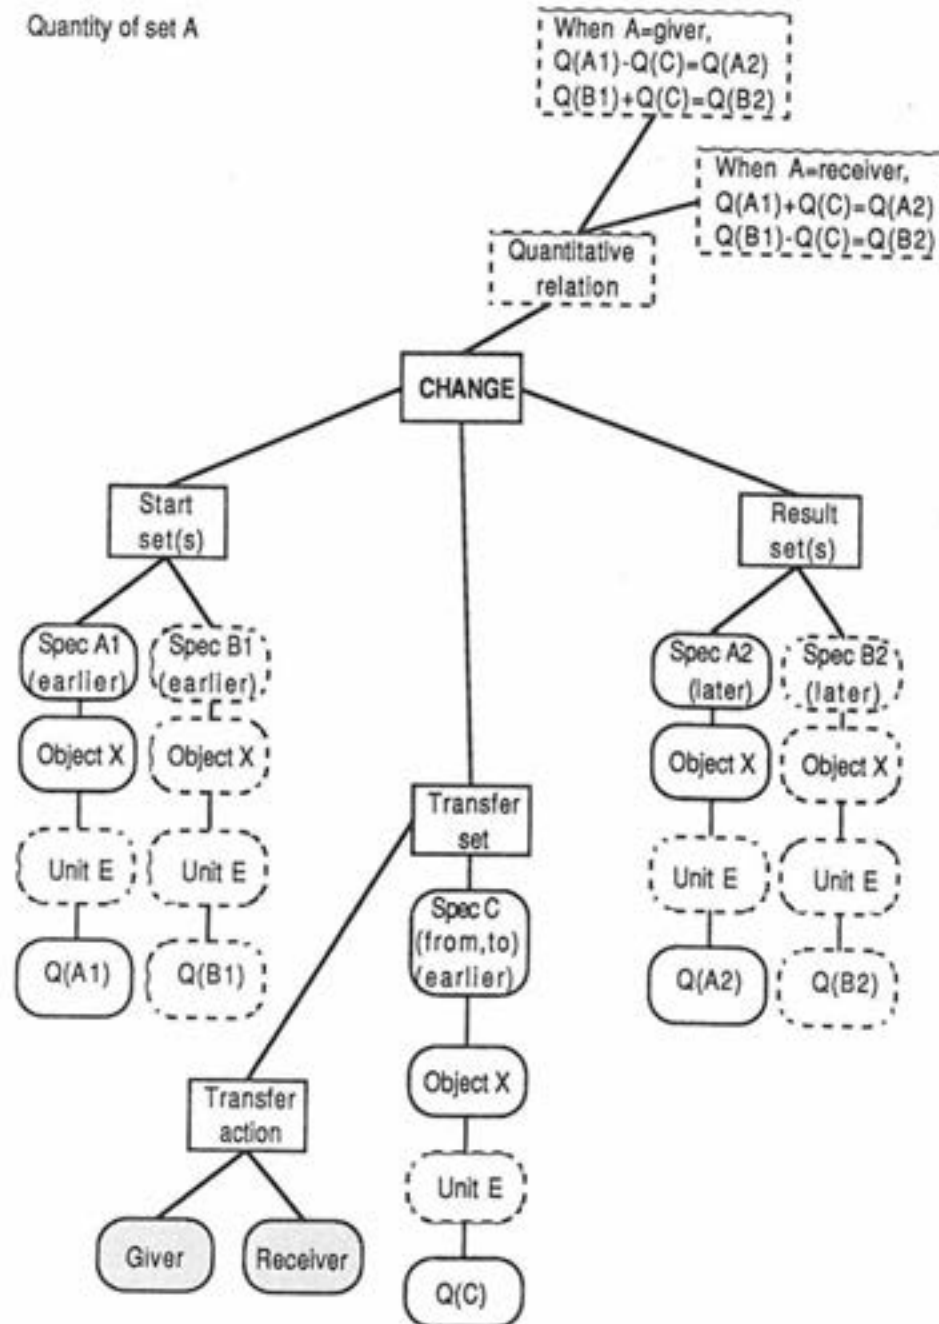 Quantity of set A
When A=giver,
Q(A1)-Q(C)=Q(A2)
Q(B1)+Q(C)=Q(B2)
When A=receiver,
Q(A1)+Q(C)=Q(A2)
Q(B1)-Q(C)=Q(B2)
Quantitative
relation
CHANGE
Start
set(s)
Result
set(s)
Spec A1
(earlier)
Spec B1
(earlier)
Spec A2
(later)
Spec B2
(later)
Object X
Object X
Object X
Object X
Transfer
set
Unit E
Unit E
Unit E
Unit E
Spec C
(from,to)
(earlier)
Q(A1)
Q(B1)
Q(A2)
Q(B2)
Object X
Transfer
action
Unit E
Giver
Receiver
Q(C)